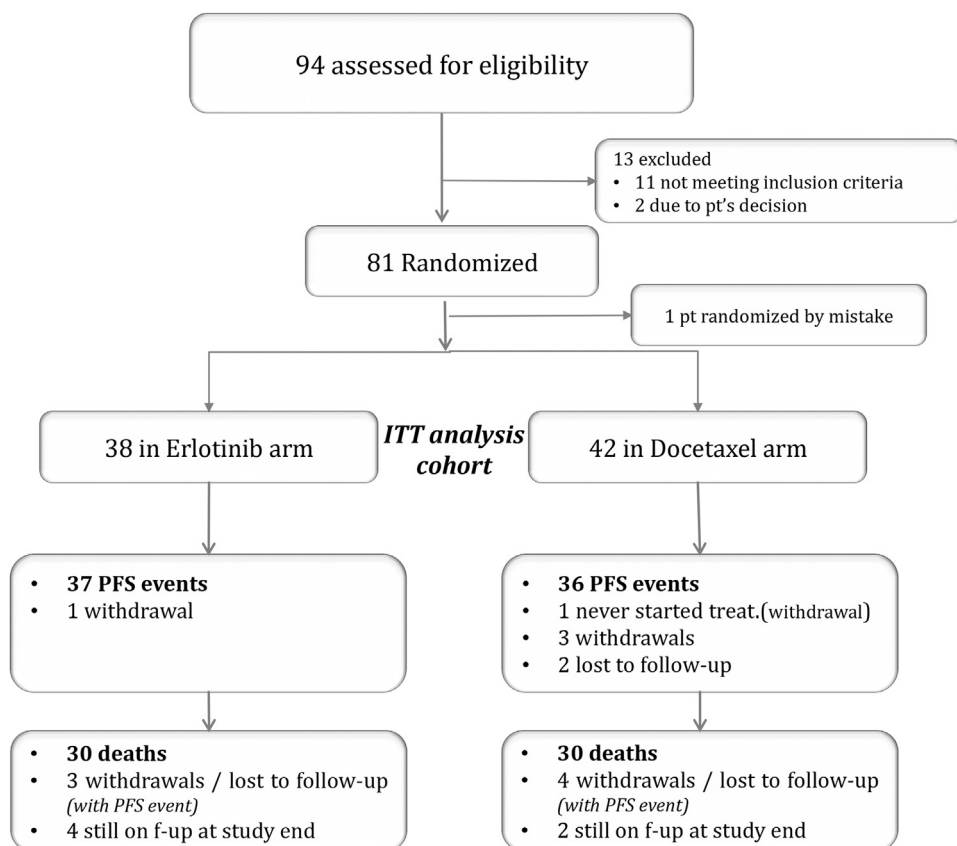 94 assessed for eligibility
13 excluded
• 11 not meeting inclusion criteria
• 2 due to pt's decision
81 Randomized
1 pt randomized by mistake
38 in Erlotinib arm
ITT analysis
cohort
42 in Docetaxel arm
• 37 PFS events
• 1 withdrawal
• 36 PFS events
• 1 never started treat.(withdrawal)
• 3 withdrawals
• 2 lost to follow-up
• 30 deaths
• 3 withdrawals / lost to follow-up
(with PFS event)
• 4 still on f-up at study end
• 30 deaths
• 4 withdrawals / lost to follow-up
(with PFS event)
• 2 still on f-up at study end